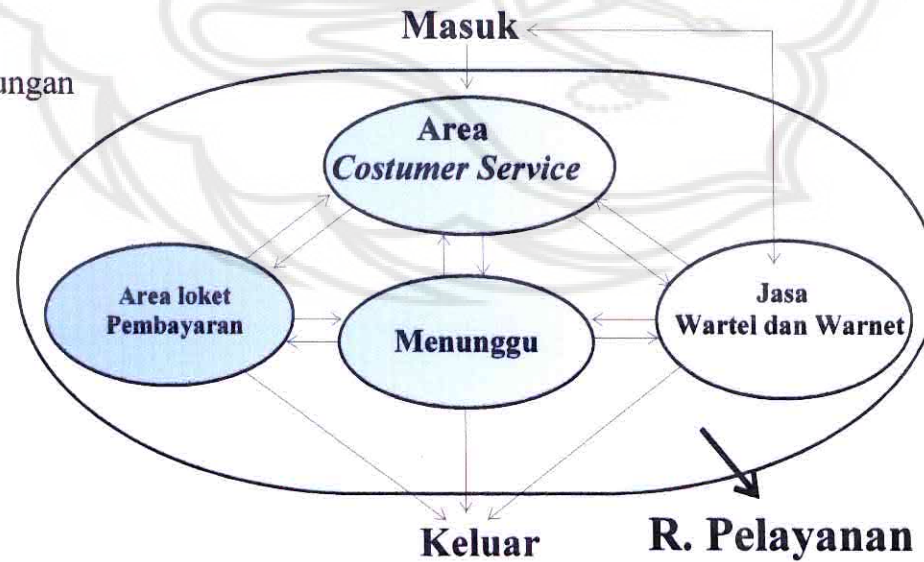 Masuk
ungan
Area
Costumer Service
Area loket
Pembayaran
Menunggu
Jasa
Wartel dan Warnet
Keluar
R. Pelayanan